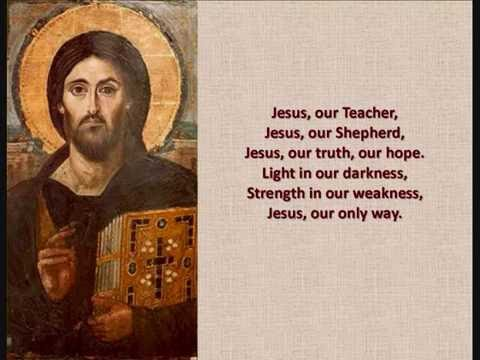 Jesus, our Teacher,
Jesus, our Shepherd,
Jesus, our truth, our hope.
Light in our darkness,
Strength in our weakness,
Jesus, our only way.